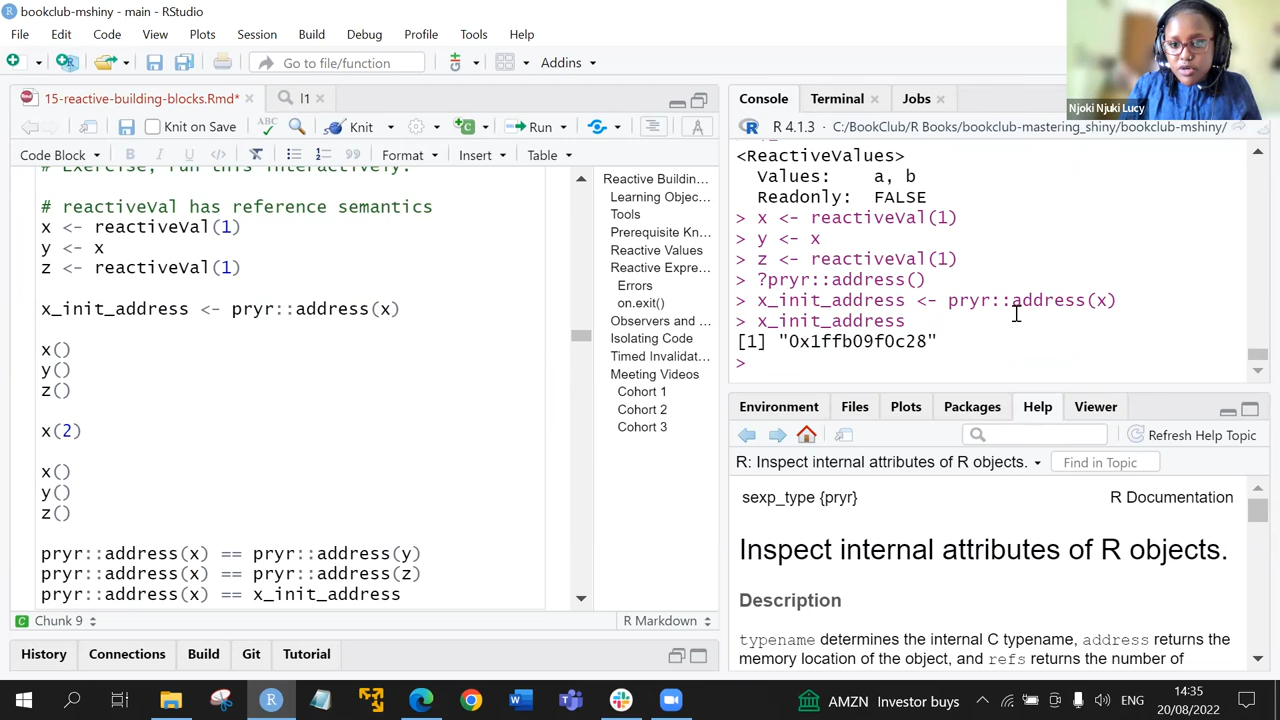 bookclub-mshiny - main - RStudio
File Edit Code View Plots Session Build Debug Profile Tools Help
Go to file/function Addins
15-reactive-building-blocks.Rmd* l1
Knit on Save ABC Knit Run
Code Block B I Format Insert Table
# Exercise, run this interactively.
# reactiveVal has reference semantics
x <- reactiveVal(1)
y <- x
z <- reactiveVal(1)
x_init_address <- pryr::address(x)
x()
y()
z()
x(2)
x()
y()
z()
pryr::address(x) == pryr::address(y)
pryr::address(x) == pryr::address(z)
pryr::address(x) == x_init_address
Chunk 9 R Markdown
Reactive Building...
Learning Objec...
Tools
Prerequisite Kn...
Reactive Values
Reactive Expre...
Errors
on.exit()
Observers and ...
Isolating Code
Timed Invalidat...
Meeting Videos
Cohort 1
Cohort 2
Cohort 3
History Connections Build Git Tutorial
Njoki Njuki Lucy
Console Terminal Jobs
R 4.1.3 · C:/BookClub/R Books/bookclub-mastering_shiny/bookclub-mshiny/
<ReactiveValues>
Values: a, b
Readonly: FALSE
> x <- reactiveVal(1)
> y <- x
> z <- reactiveVal(1)
> ?pryr::address()
> x_init_address <- pryr::address(x)
> x_init_address
[1] "0x1ffb09f0c28"
>
Environment Files Plots Packages Help Viewer
Refresh Help Topic
R: Inspect internal attributes of R objects. Find in Topic
sexp_type {pryr} R Documentation
Inspect internal attributes of R objects.
Description
typename determines the internal C typename, address returns the
memory location of the object, and refs returns the number of
AMZN Investor buys ENG 14:35
20/08/2022